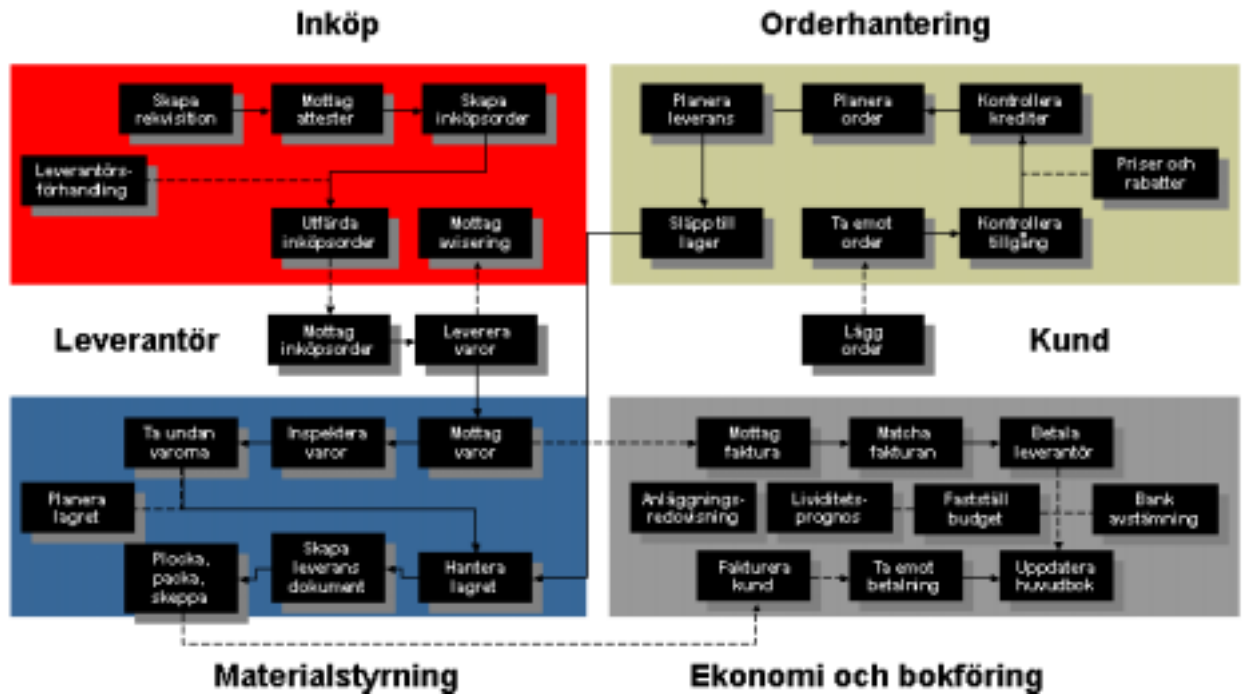 Inköp
Orderhantering
Skapa
rekvisition
Mottag
attester
Skapa
inköpsorder
Planera
leverans
Planera
order
Kontrollera
krediter
Leverantörs-
förhandling
Priser och
rabatter
Utfärda
inköpsorder
Mottag
avisering
Släpp till
lager
Ta emot
order
Kontrollera
tillgång
Leverantör
Mottag
inköpsorder
Leverera
varor
Lägg
order
Kund
Ta undan
varorna
Inspektera
varor
Mottag
varor
Mottag
faktura
Matcha
fakturan
Betala
leverantör
Planera
lagret
Anläggnings-
redovisning
Lividitets-
prognos
Fastställ
budget
Bank
avstämning
Plocka,
packa,
skeppa
Skapa
leverans
dokument
Hantera
lagret
Fakturera
kund
Ta emot
betalning
Uppdatera
huvudbok
Materialstyrning
Ekonomi och bokföring